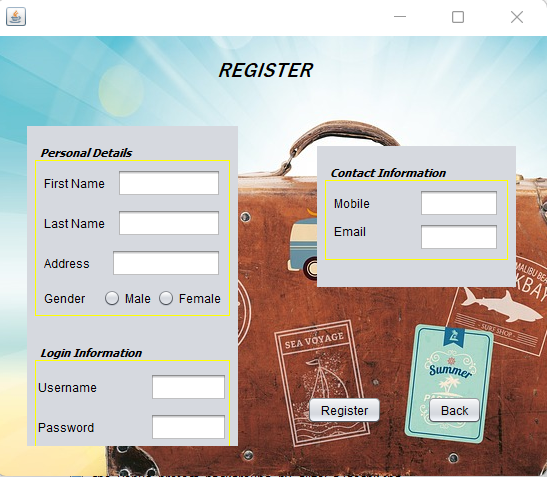 REGISTER
Personal Details
First Name
Last Name
Address
Gender Male Female
Login Information
Username
Password
Contact Information
Mobile
Email
MALIBU BE
KBAY
SURF SHOP
SEA VOYAGE
Summer
Register
Back